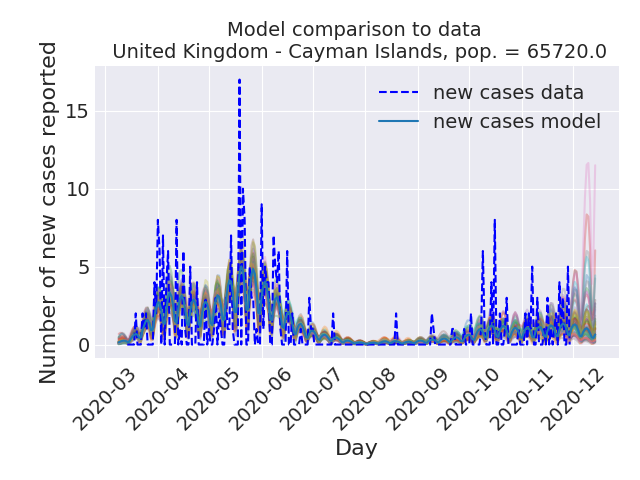 Model comparison to data
United Kingdom - Cayman Islands, pop. = 65720.0
new cases data
new cases model
Number of new cases reported
15
10
5
0
2020-03
2020-04
2020-05
2020-06
2020-07
2020-08
2020-09
2020-10
2020-11
2020-12
Day